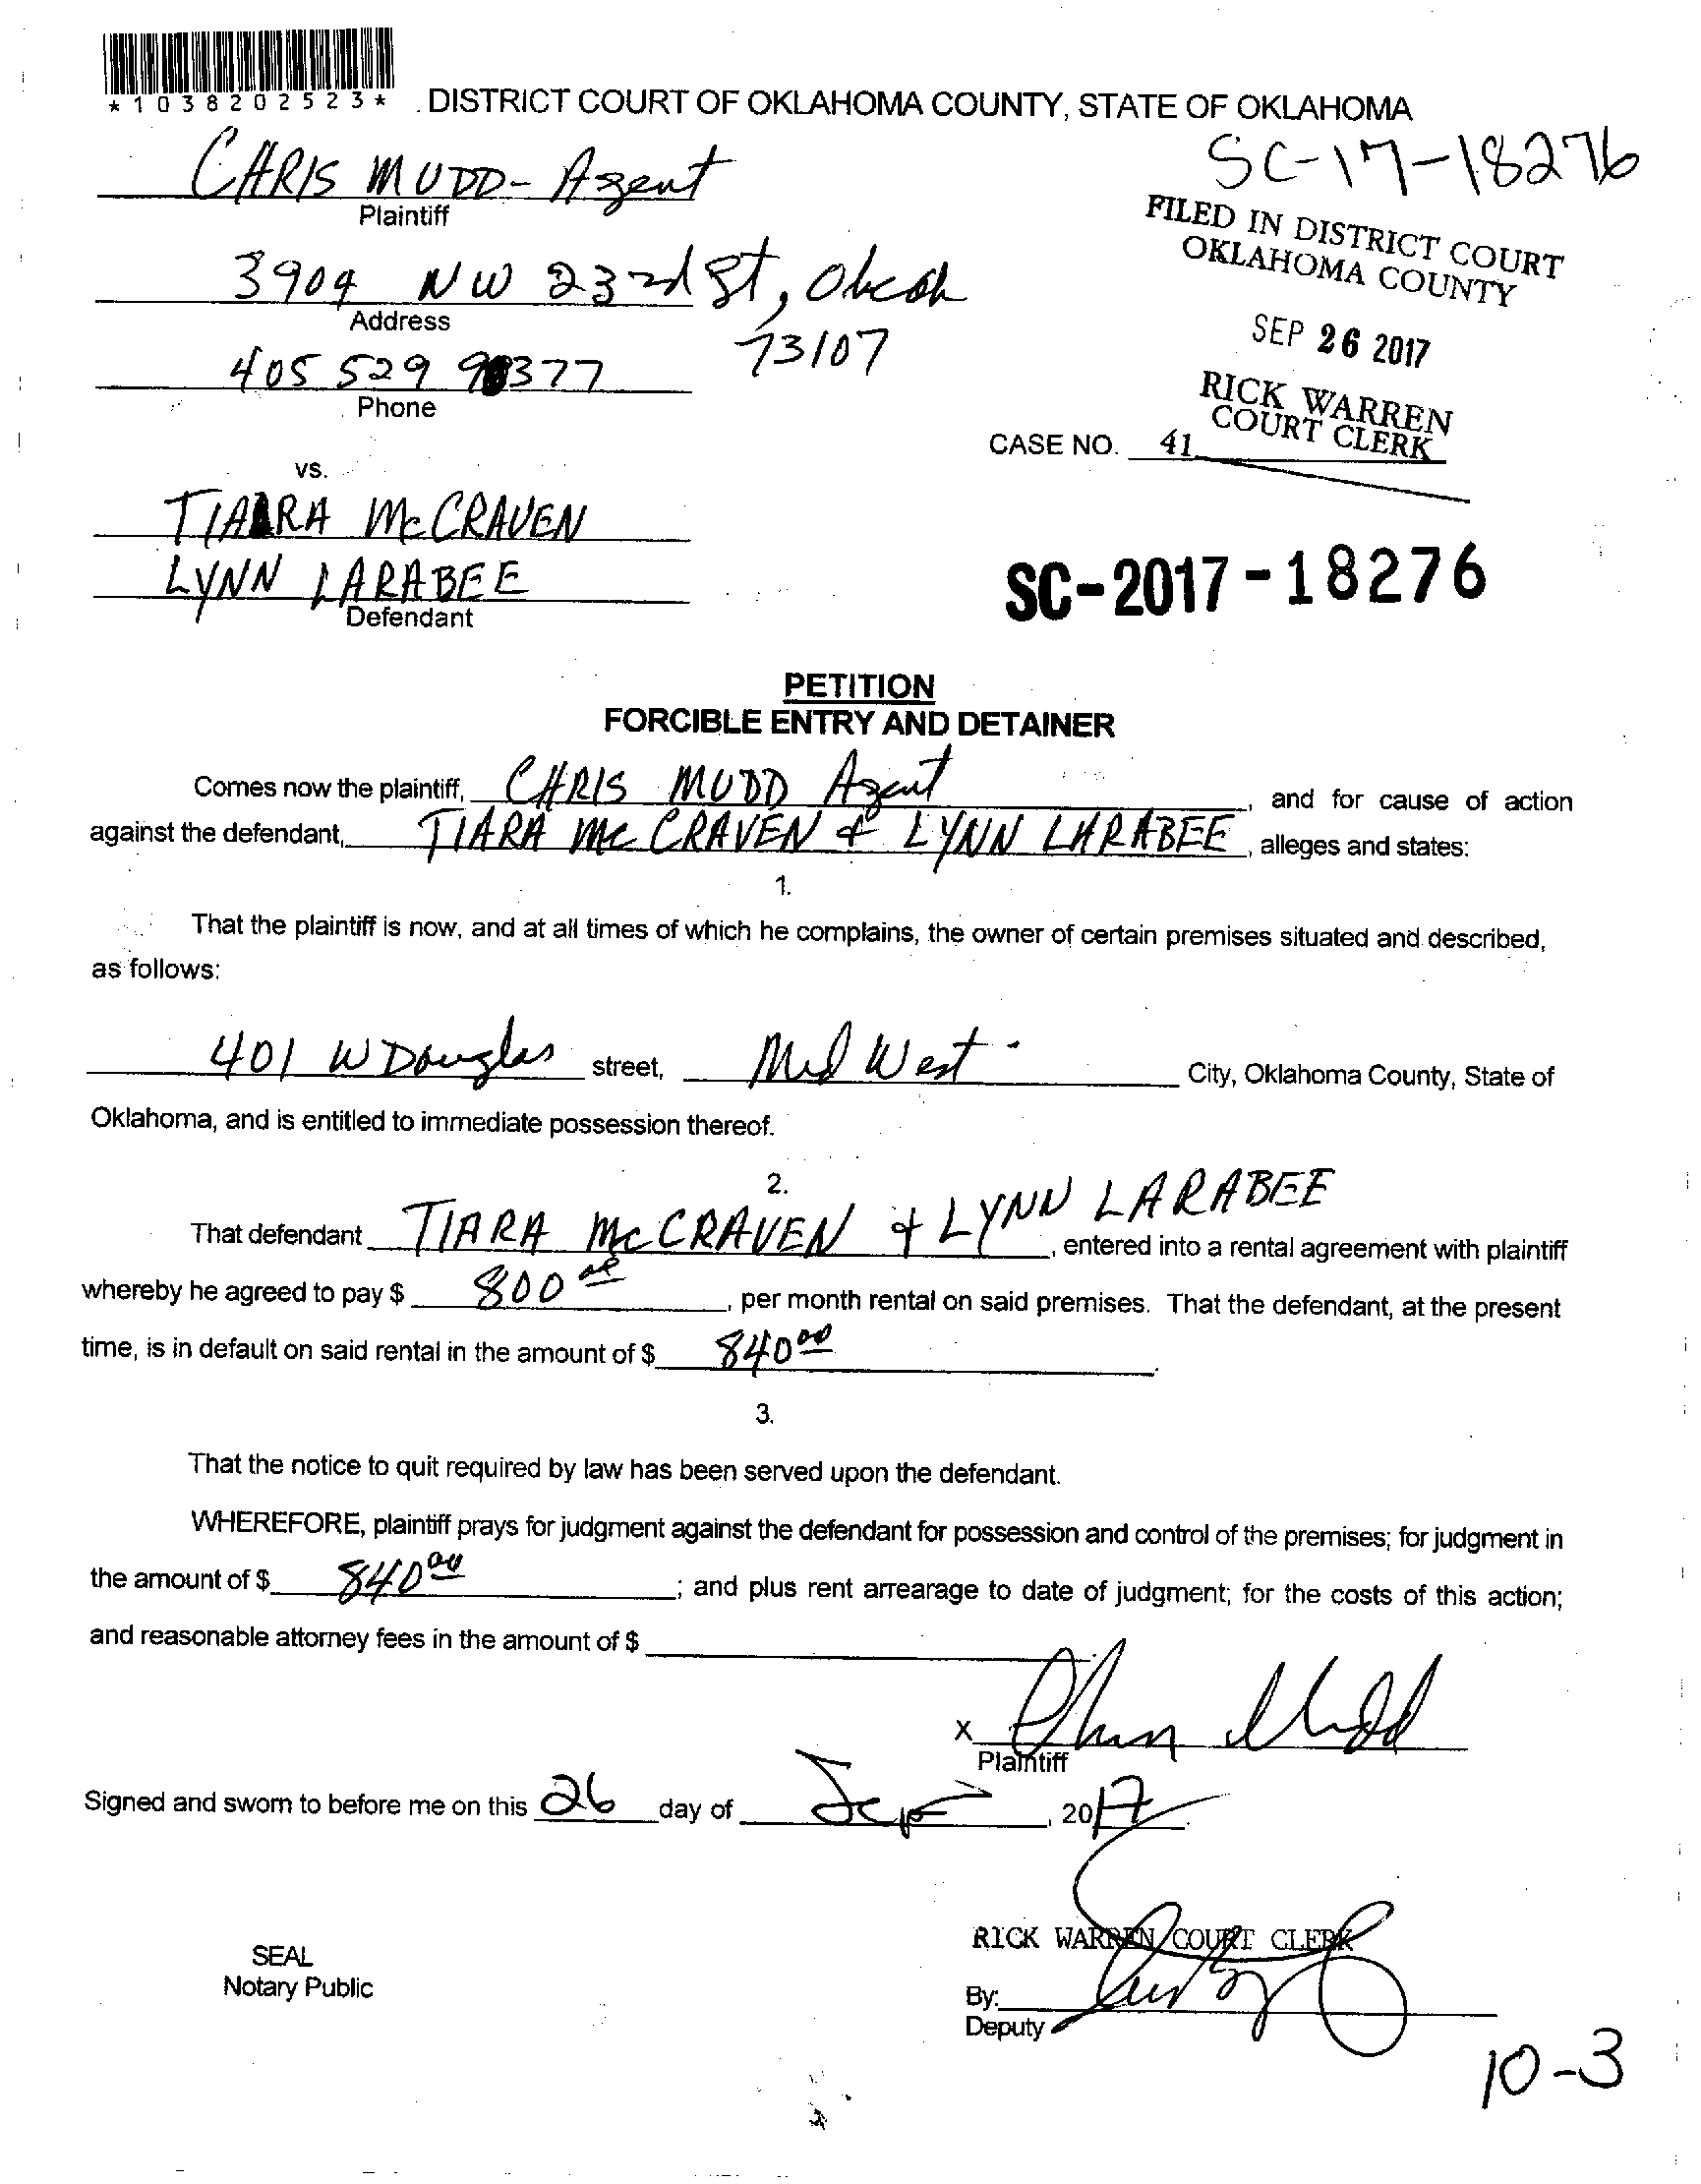 *1038202523*
DISTRICT COURT OF OKLAHOMA COUNTY, STATE OF OKLAHOMA
SC-17-18276
CHRIS MUDD - Agent
Plaintiff
FILED IN DISTRICT COURT
OKLAHOMA COUNTY
3904 NW 23rd St,
Address
73107
SEP 26 2017
405 529
Phone
RICK WARREN
COURT CLERK
CASE NO. 41
vs.
TIARA McCRAVEN
LYNN LARABEE
Defendant
SC-2017-18276
PETITION
FORCIBLE ENTRY AND DETAINER
Comes now the plaintiff, CHRIS MUDD Agent, and for cause of action
against the defendant, TIARA McCRAVEN & LYNN LARABEE, alleges and states:
1.
That the plaintiff is now, and at all times of which he complains, the owner of certain premises situated and described,
as follows:
401 W Douglas street, Mid West City, Oklahoma County, State of
Oklahoma, and is entitled to immediate possession thereof.
2.
That defendant TIARA McCRAVEN & LYNN LARABEE, entered into a rental agreement with plaintiff
whereby he agreed to pay $ 800 00, per month rental on said premises. That the defendant, at the present
time, is in default on said rental in the amount of $ 840 00.
3.
That the notice to quit required by law has been served upon the defendant.
WHEREFORE, plaintiff prays for judgment against the defendant for possession and control of the premises; for judgment in
the amount of $ 840 00; and plus rent arrearage to date of judgment; for the costs of this action;
and reasonable attorney fees in the amount of $
X Chris Mudd
Plaintiff
Signed and sworn to before me on this 26 day of Sep, 2017
RICK WARREN COURT CLERK
SEAL
Notary Public
By:
Deputy
10-3